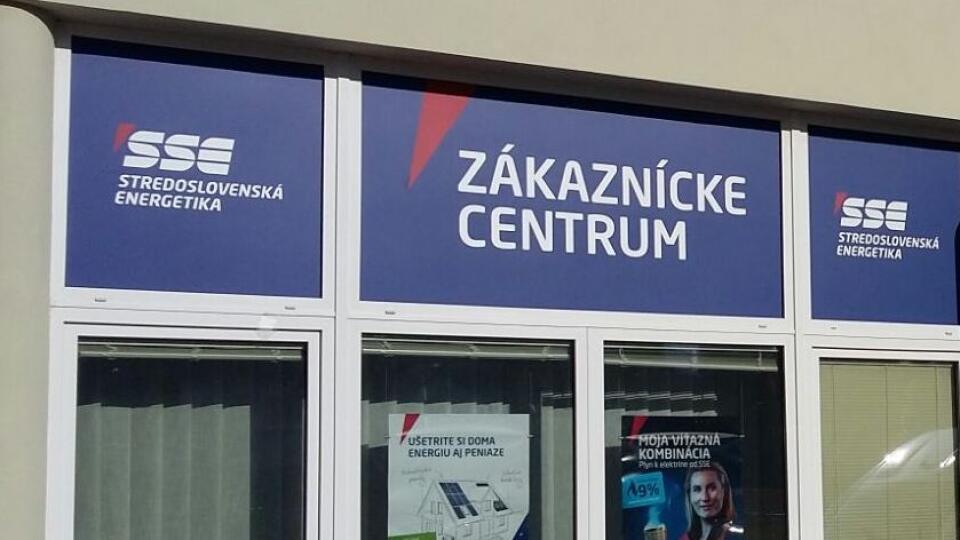 SSE
STREDOSLOVENSKÁ
ENERGETIKA
ZÁKAZNÍCKE
CENTRUM
SSE
STREDOSLOVENSKÁ
ENERGETIKA
UŠETRITE SI DOMA
ENERGIU AJ PENIAZE
MOJA VÍŤAZNÁ
KOMBINÁCIA
Plyn k elektrine od SSE
9%